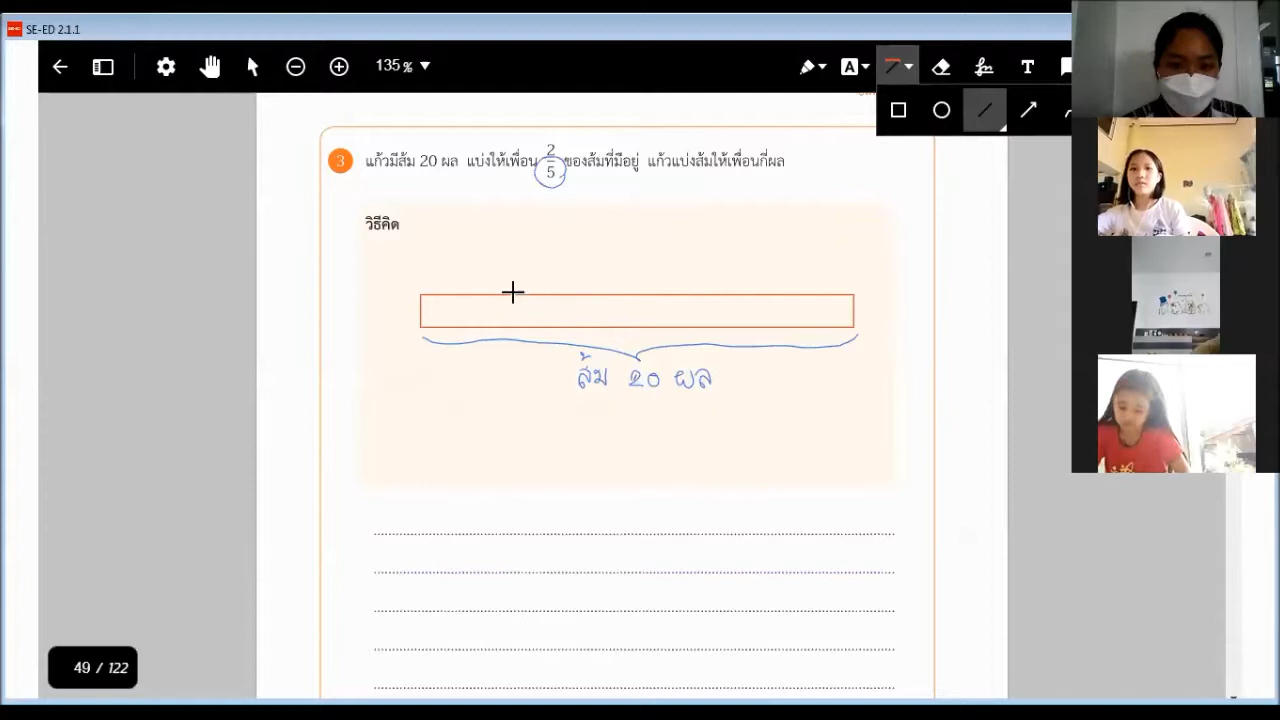 SE-ED 2.1.1
135 %
A
T
3 แก้วมีส้ม 20 ผล แบ่งให้เพื่อน 2/5 ของส้มที่มีอยู่ แก้วแบ่งส้มให้เพื่อนกี่ผล
วิธีคิด
ส้ม 20 ผล
49 / 122